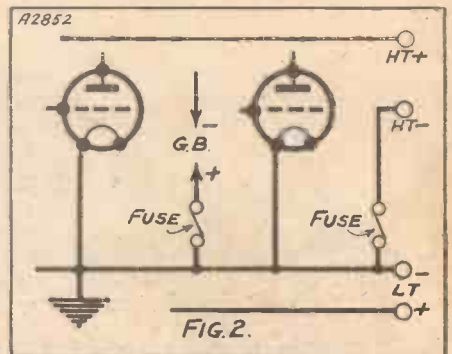 A2852
HT+
HT-
-
G.B.
+
FUSE
FUSE
-
LT
+
FIG. 2.